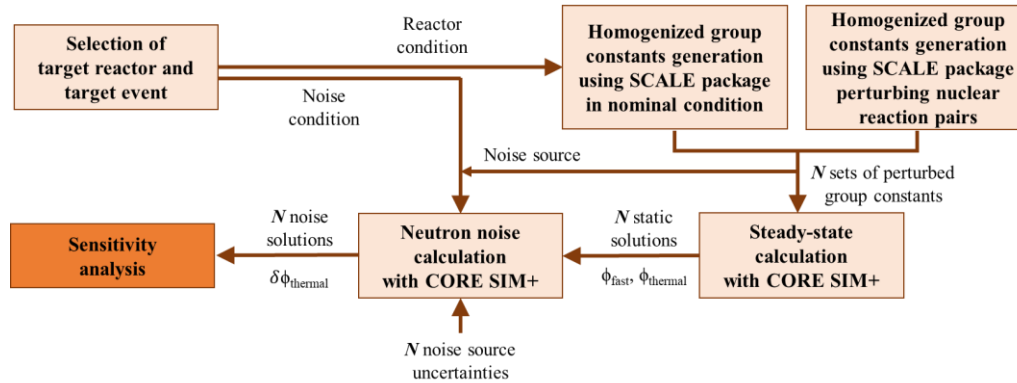 Selection of
target reactor and
target event
Reactor
condition
Noise
condition
Homogenized group
constants generation
using SCALE package
in nominal condition
Homogenized group
constants generation
using SCALE package
perturbing nuclear
reaction pairs
Noise source
N sets of perturbed
group constants
Sensitivity
analysis
N noise
solutions
δϕthermal
Neutron noise
calculation
with CORE SIM+
N static
solutions
ϕfast, ϕthermal
Steady-state
calculation
with CORE SIM+
N noise source
uncertainties